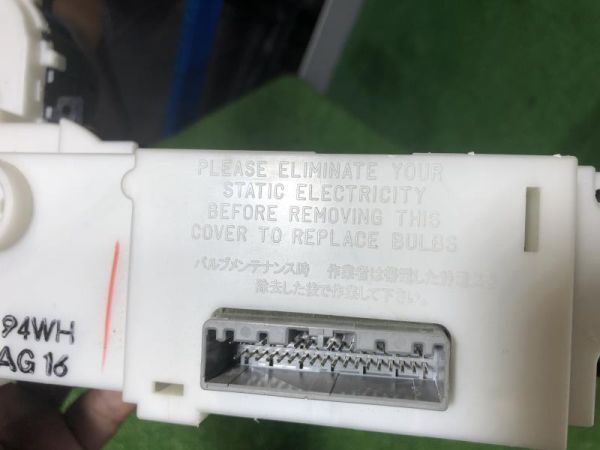 PLEASE ELIMINATE YOUR
STATIC ELECTRICITY
BEFORE REMOVING THIS
COVER TO REPLACE BULBS
バルブメンテナンス時 作業者は帯電した静電気を
除去した後で作業して下さい。
94WH
AG 16